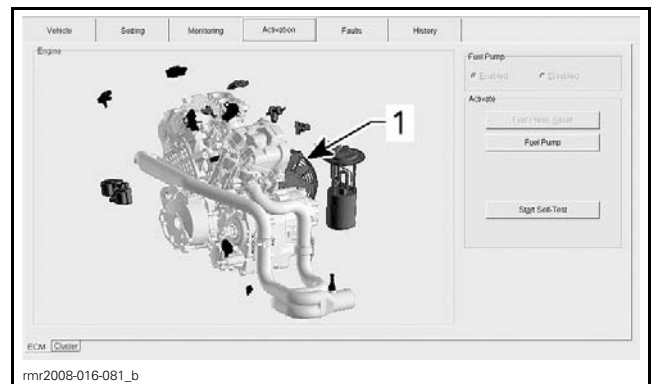 Vehicle Setting Monitoring Activation Faults History
Engine
Fuel Pump
Enabled Disabled
Activate
1
Fuel Pump
Start Self-Test
ECM Cluster
rmr2008-016-081_b